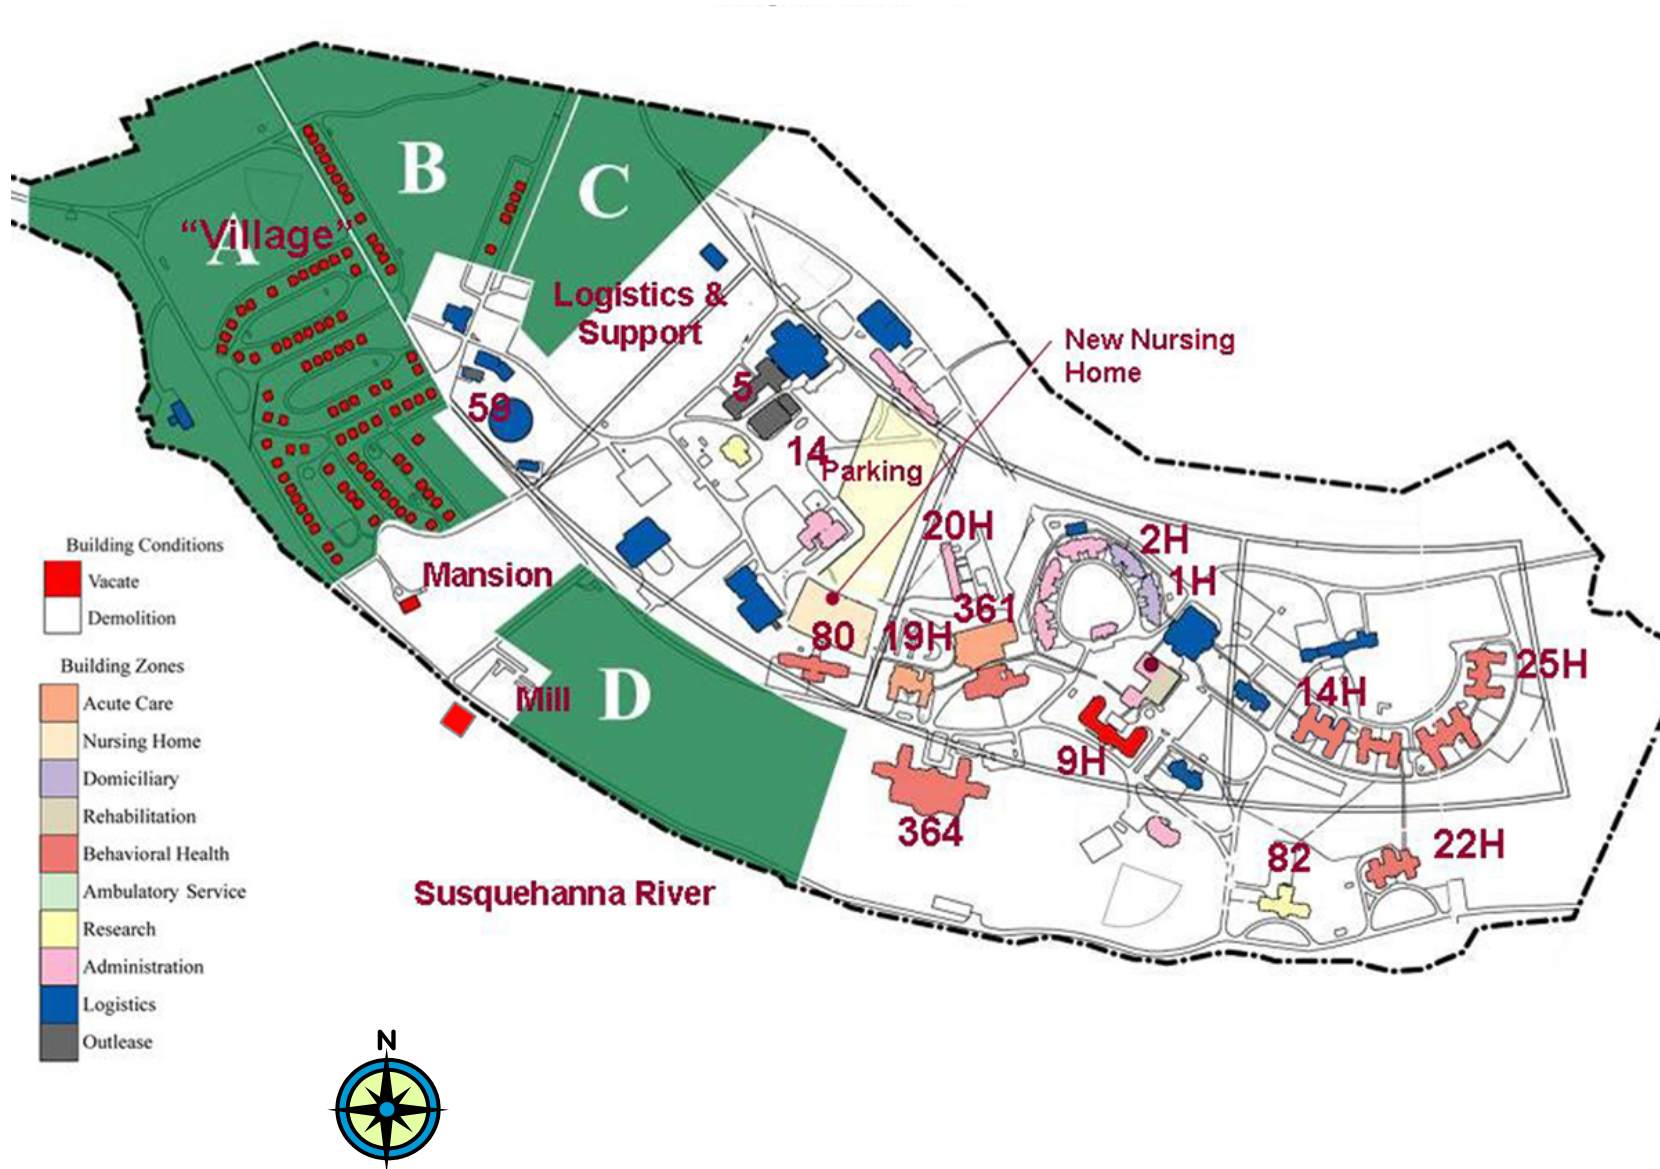 B
C
A
“Village”
Logistics &
Support
New Nursing
Home
5
59
14
Parking
20H
2H
1H
Mansion
361
80
19H
25H
14H
Mill
D
9H
364
82
22H
Susquehanna River
Building Conditions
Vacate
Demolition
Building Zones
Acute Care
Nursing Home
Domiciliary
Rehabilitation
Behavioral Health
Ambulatory Service
Research
Administration
Logistics
Outlease
N